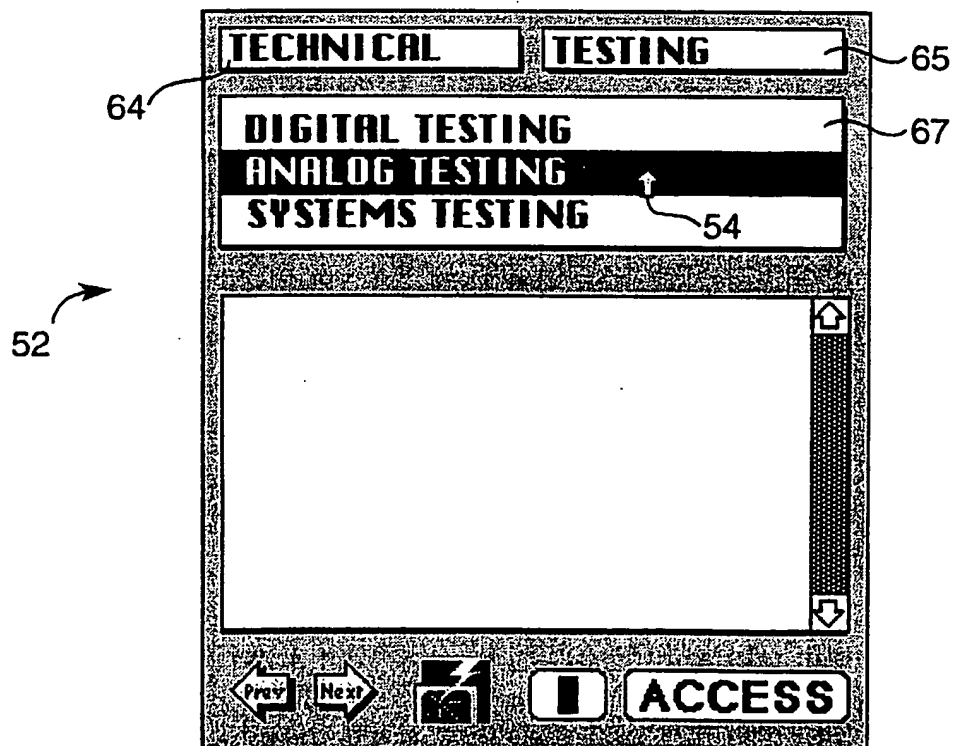 TECHNICAL TESTING
64
65
DIGITAL TESTING
67
ANALOG TESTING
54
SYSTEMS TESTING
52
Prev Next ACCESS